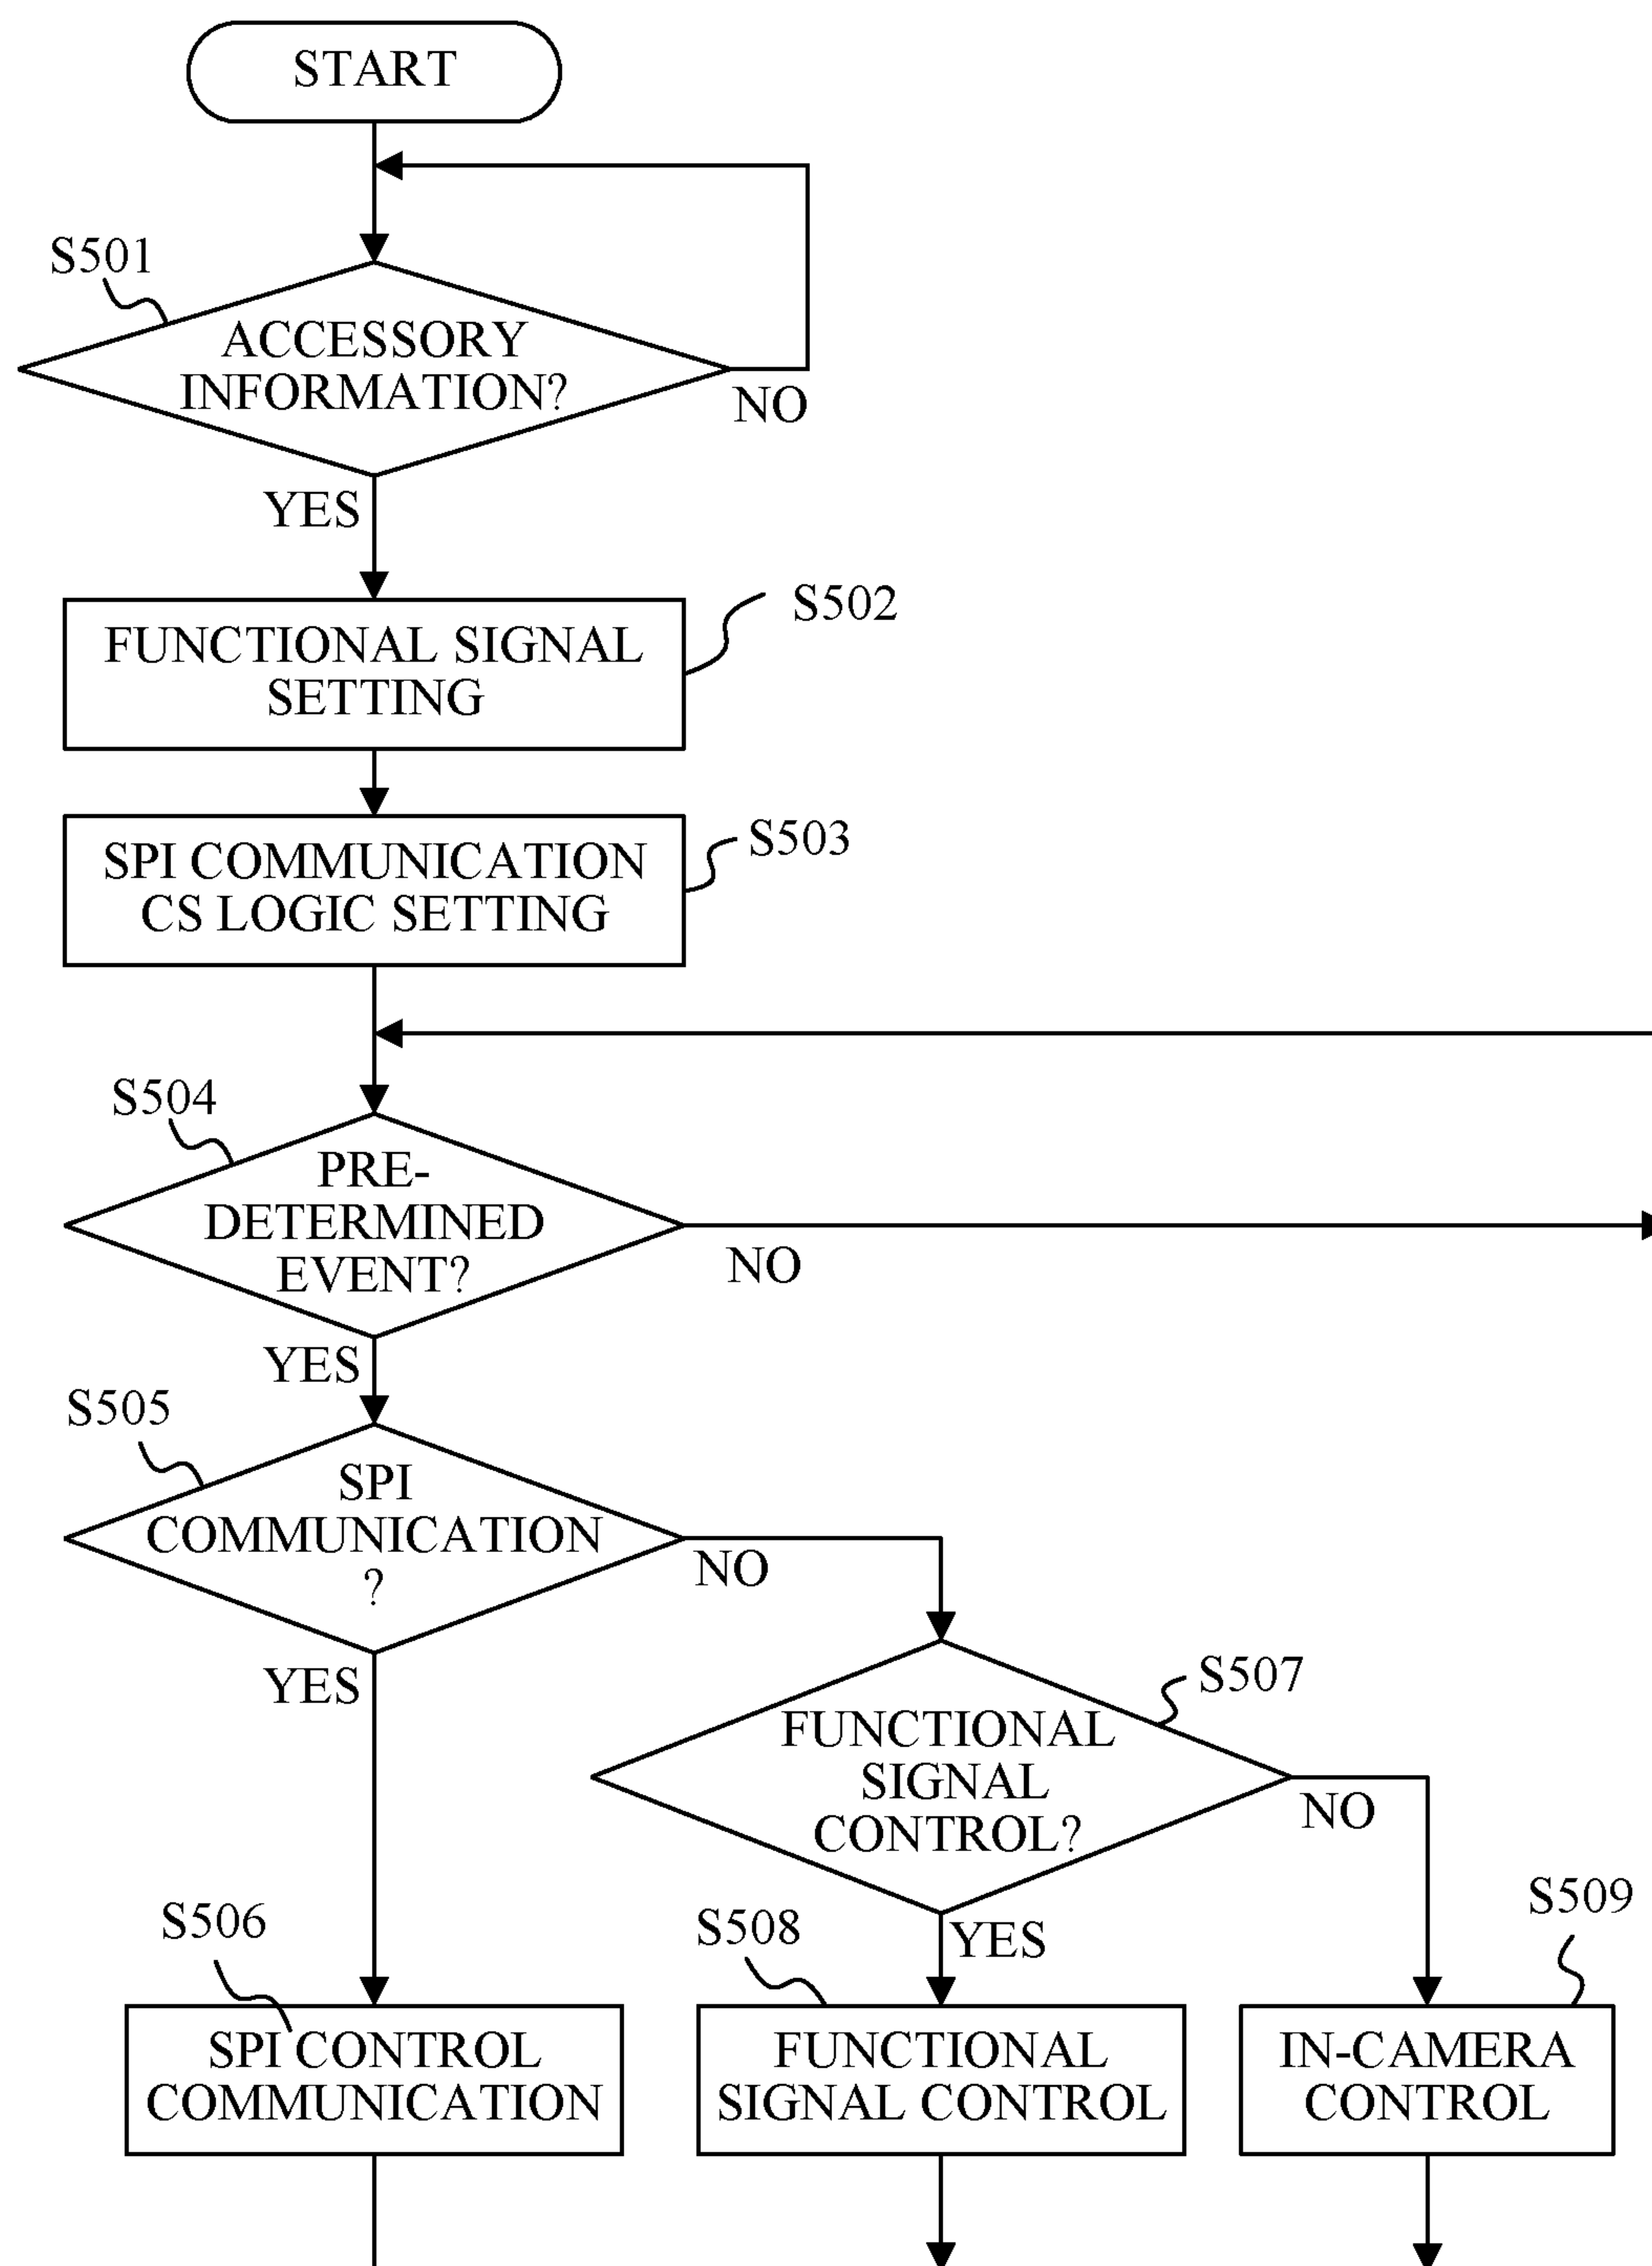 START
S501
ACCESSORY
INFORMATION?
NO
YES
S502
FUNCTIONAL SIGNAL
SETTING
S503
SPI COMMUNICATION
CS LOGIC SETTING
S504
PRE-
DETERMINED
EVENT?
NO
YES
S505
SPI
COMMUNICATION
?
NO
YES
S507
FUNCTIONAL
SIGNAL
CONTROL?
NO
YES
S506
SPI CONTROL
COMMUNICATION
S508
FUNCTIONAL
SIGNAL CONTROL
S509
IN-CAMERA
CONTROL